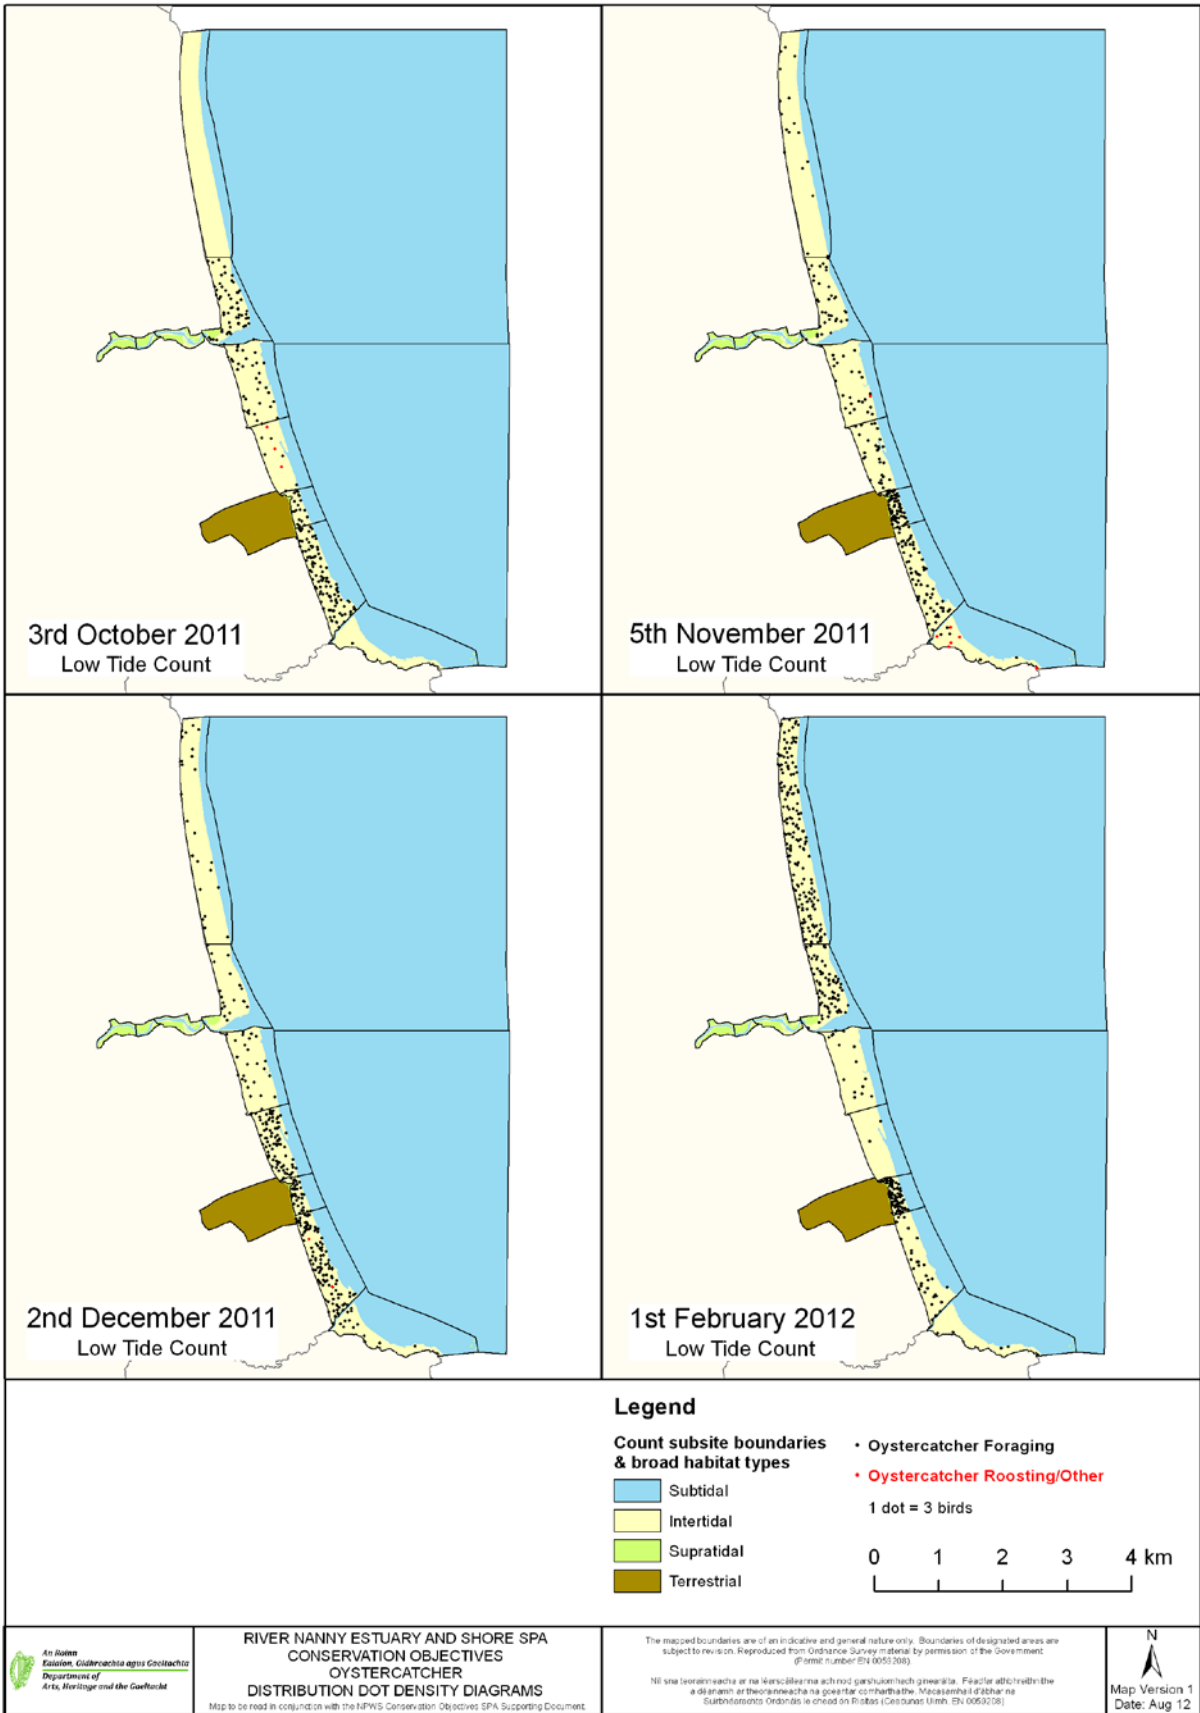 3rd October 2011
Low Tide Count
5th November 2011
Low Tide Count
2nd December 2011
Low Tide Count
1st February 2012
Low Tide Count
Legend
Count subsite boundaries
& broad habitat types
Subtidal
Intertidal
Supratidal
Terrestrial
Oystercatcher Foraging
Oystercatcher Roosting/Other
1 dot = 3 birds
0 1 2 3 4 km
An Roinn
Ealaíon, Oidhreachta agus Gaeltachta
Department of
Arts, Heritage and the Gaeltacht
RIVER NANNY ESTUARY AND SHORE SPA
CONSERVATION OBJECTIVES
OYSTERCATCHER
DISTRIBUTION DOT DENSITY DIAGRAMS
Map to be read in conjunction with the NPWS Conservation Objectives SPA Supporting Document.
The mapped boundaries are of an indicative and general nature only. Boundaries of designated areas are
subject to revision. Reproduced from Ordnance Survey material by permission of the Government
(Permit number EN 0059208)
N
Map Version 1
Date: Aug 12